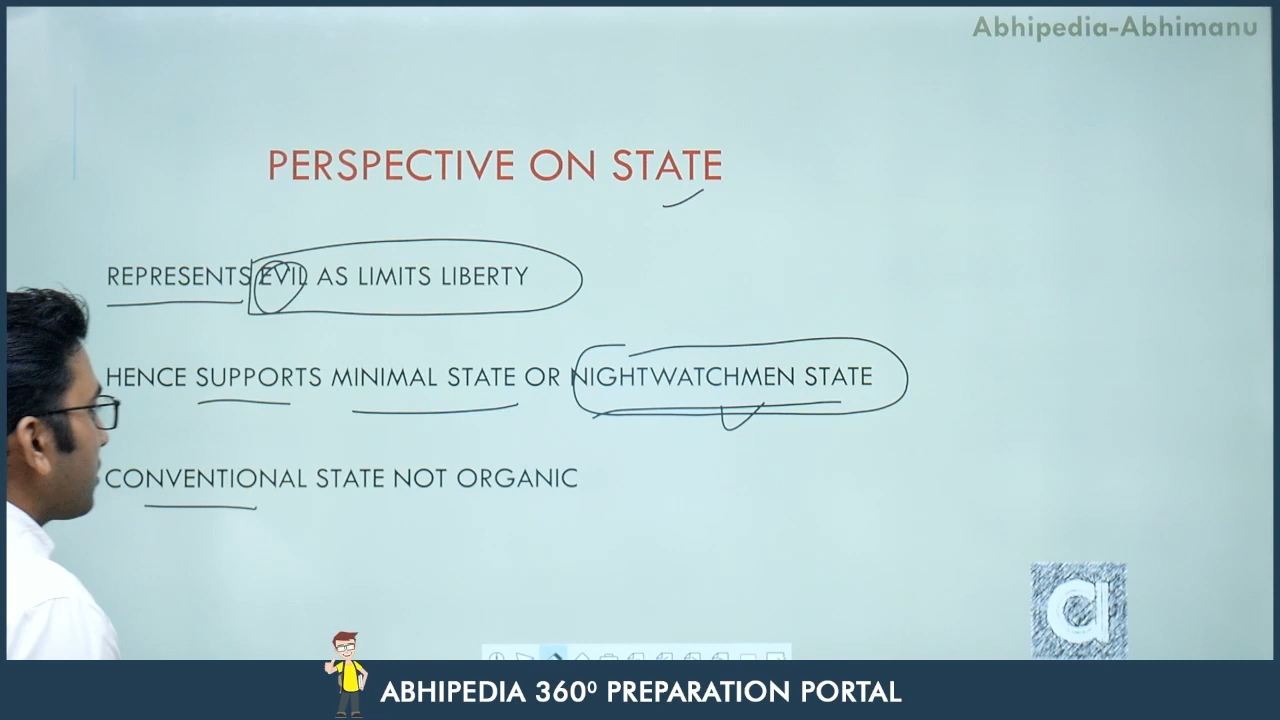 Abhipedia-Abhimanu
PERSPECTIVE ON STATE
REPRESENTS EVIL AS LIMITS LIBERTY
HENCE SUPPORTS MINIMAL STATE OR NIGHTWATCHMEN STATE
CONVENTIONAL STATE NOT ORGANIC
a
ABHIPEDIA 360⁰ PREPARATION PORTAL